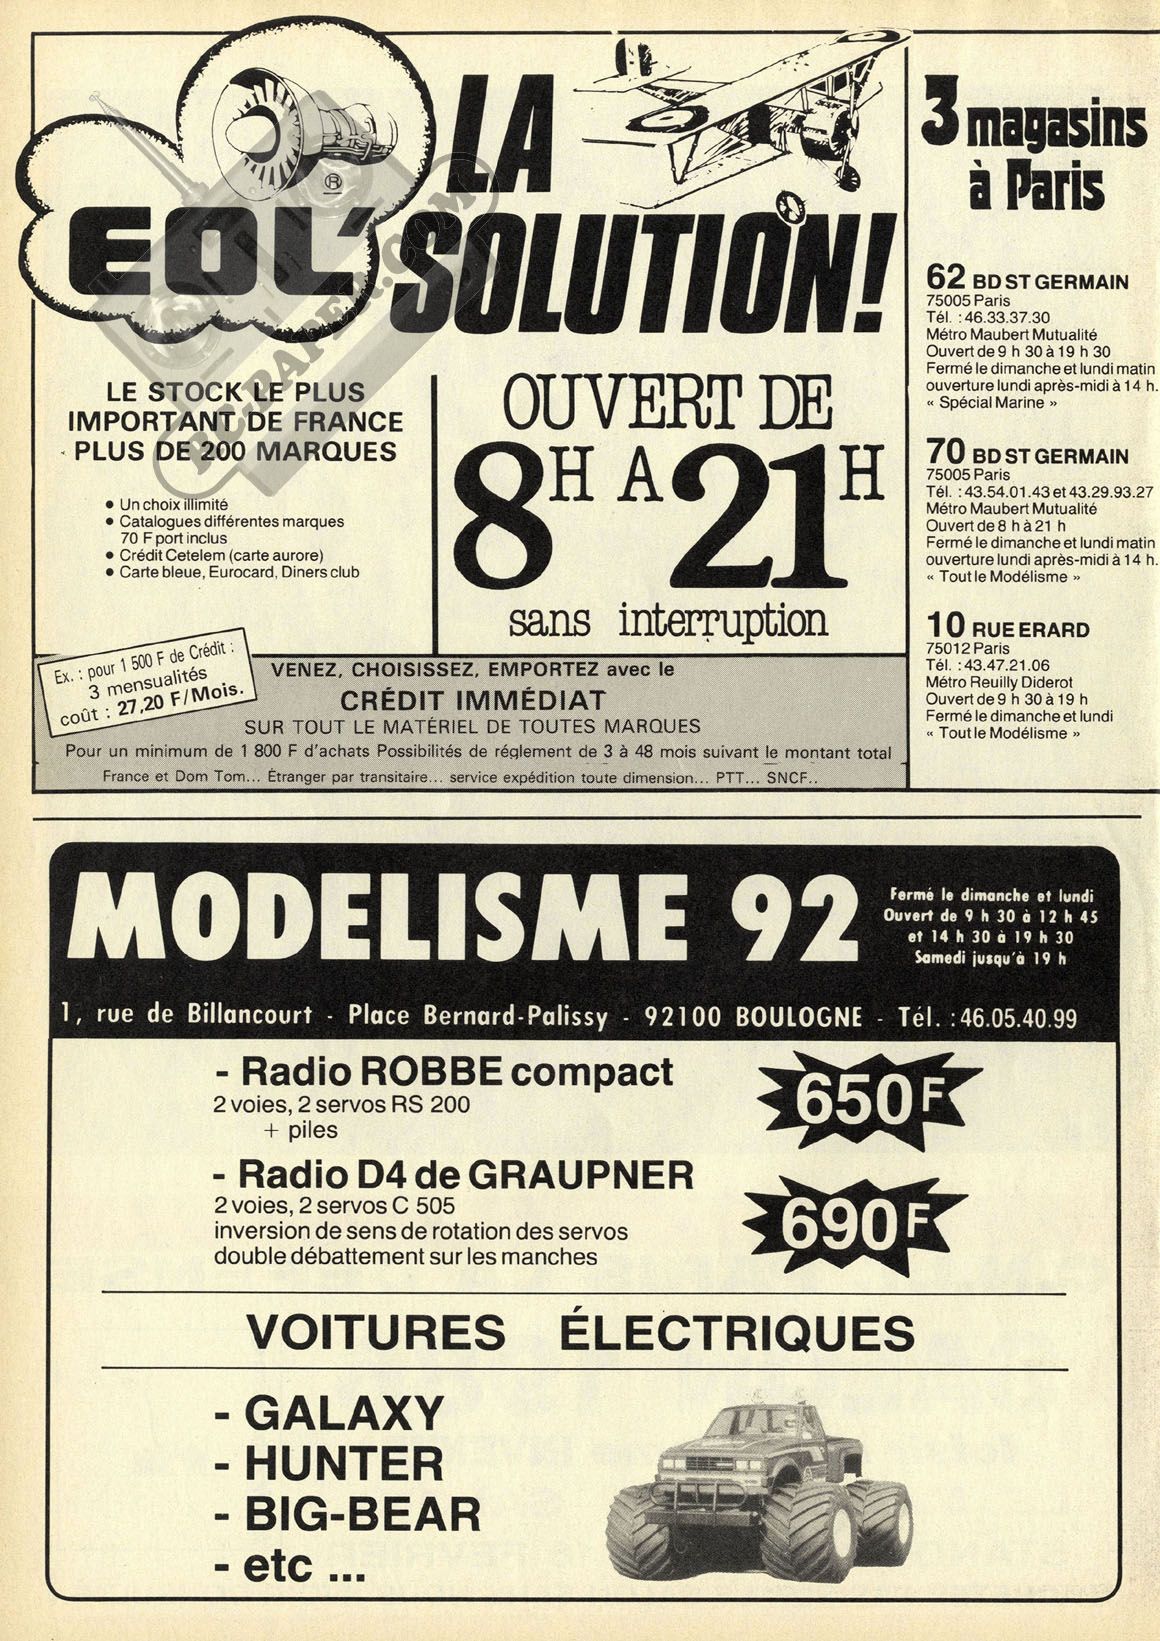 EOL'
®
LA
SOLUTION!
RC.PAPER.COM
LE STOCK LE PLUS
IMPORTANT DE FRANCE
PLUS DE 200 MARQUES
● Un choix illimité
● Catalogues différentes marques
70 F port inclus
● Crédit Cetelem (carte aurore)
● Carte bleue, Eurocard, Diners club
OUVERT DE
8H A 21H
sans interruption
Ex. : pour 1 500 F de Crédit :
3 mensualités
coût : 27,20 F/Mois.
VENEZ, CHOISISSEZ, EMPORTEZ avec le
CRÉDIT IMMÉDIAT
SUR TOUT LE MATÉRIEL DE TOUTES MARQUES
Pour un minimum de 1 800 F d'achats Possibilités de réglement de 3 à 48 mois suivant le montant total
France et Dom Tom... Étranger par transitaire... service expédition toute dimension... PTT... SNCF..
3 magasins
à Paris
62 BD ST GERMAIN
75005 Paris
Tél. : 46.33.37.30
Métro Maubert Mutualité
Ouvert de 9 h 30 à 19 h 30
Fermé le dimanche et lundi matin
ouverture lundi après-midi à 14 h.
« Spécial Marine »
70 BD ST GERMAIN
75005 Paris
Tél. : 43.54.01.43 et 43.29.93.27
Métro Maubert Mutualité
Ouvert de 8 h à 21 h
Fermé le dimanche et lundi matin
ouverture lundi après-midi à 14 h.
« Tout le Modélisme »
10 RUE ERARD
75012 Paris
Tél. : 43.47.21.06
Métro Reuilly Diderot
Ouvert de 9 h 30 à 19 h
Fermé le dimanche et lundi
« Tout le Modélisme »
MODELISME 92
Fermé le dimanche et lundi
Ouvert de 9 h 30 à 12 h 45
et 14 h 30 à 19 h 30
Samedi jusqu'à 19 h
1, rue de Billancourt - Place Bernard-Palissy - 92100 BOULOGNE - Tél. : 46.05.40.99
- Radio ROBBE compact
2 voies, 2 servos RS 200
+ piles
650F
- Radio D4 de GRAUPNER
2 voies, 2 servos C 505
inversion de sens de rotation des servos
double débattement sur les manches
690F
VOITURES ÉLECTRIQUES
- GALAXY
- HUNTER
- BIG-BEAR
- etc ...